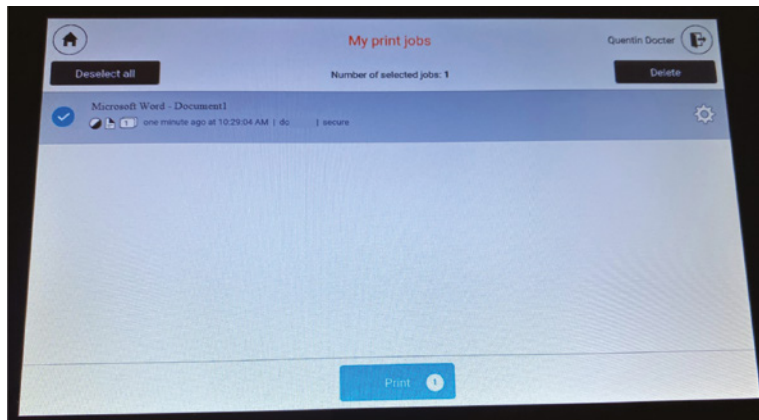 My print jobs
Quentin Docter
Deselect all
Number of selected jobs: 1
Delete
Microsoft Word - Document1
1 one minute ago at 10:29:04 AM | do | secure
Print 1